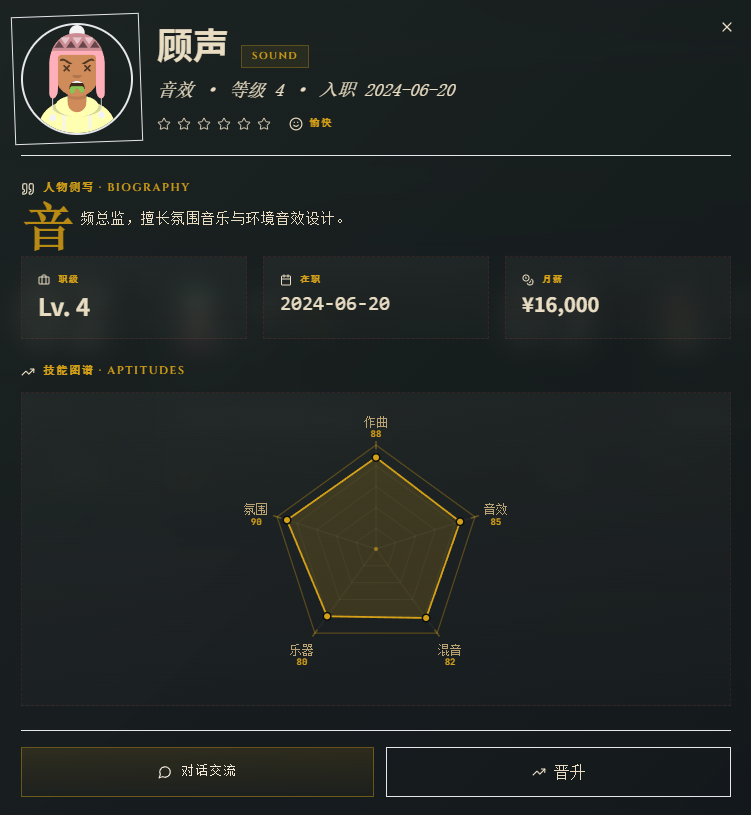 顾声 SOUND
音效 • 等级 4 • 入职 2024-06-20
愉快
人物侧写 · BIOGRAPHY
音频总监，擅长氛围音乐与环境音效设计。
职级
Lv. 4
在职
2024-06-20
月薪
¥16,000
技能图谱 · APTITUDES
作曲
88
氛围
90
音效
85
乐器
80
混音
82
对话交流
晋升